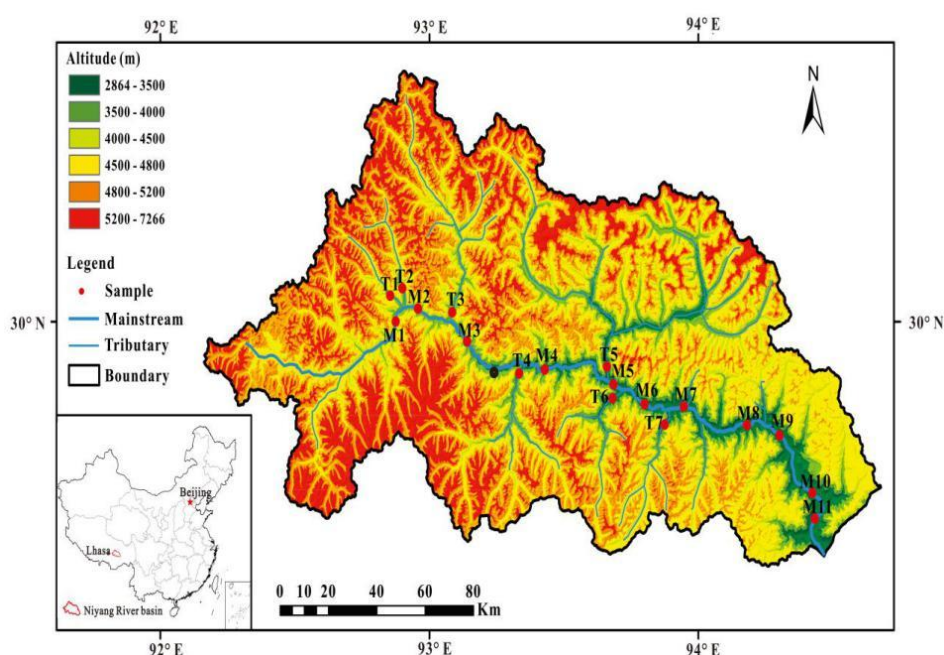 92° E 93° E 94° E
Altitude (m)
2864 - 3500
3500 - 4000
4000 - 4500
4500 - 4800
4800 - 5200
5200 - 7266
N
Legend
Sample
Mainstream
Tributary
Boundary
30° N
30° N
T1
T2
M2
T3
M1
M3
T4
M4
T5
M5
T6
M6
M7
T7
M8
M9
M10
M11
Beijing
Lhasa
Niyang River basin
0 10 20 40 60 80
Km
92° E 93° E 94° E